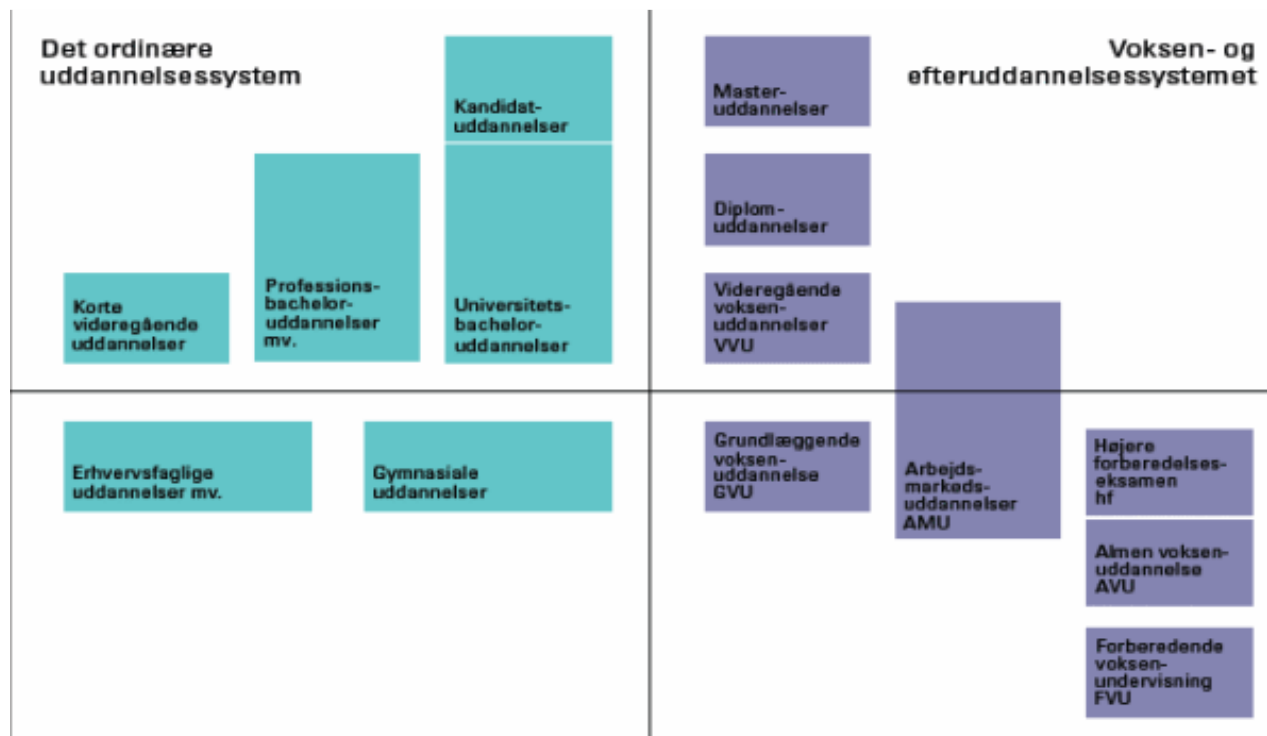 Det ordinære
uddannelsessystem
Kandidat-
uddannelser
Professions-
bachelor-
uddannelser
mv.
Korte
videregående
uddannelser
Universitets-
bachelor-
uddannelser
Erhvervsfaglige
uddannelser mv.
Gymnasiale
uddannelser
Voksen- og
efteruddannelsessystemet
Master-
uddannelser
Diplom-
uddannelser
Videregående
voksen-
uddannelser
VVU
Grundlæggende
voksen-
uddannelse
GVU
Arbejds-
markeds-
uddannelser
AMU
Højere
forberedelses-
eksamen
hf
Almen voksen-
uddannelse
AVU
Forberedende
voksen-
undervisning
FVU